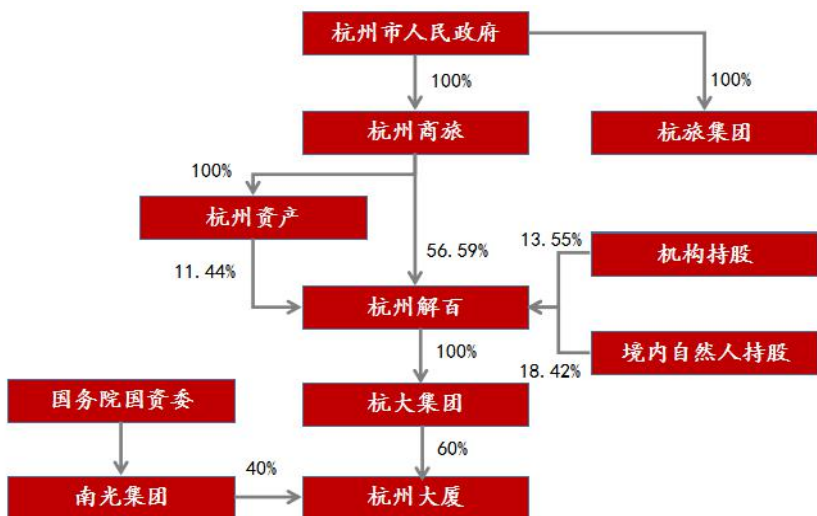 杭州市人民政府
100%
100%
杭州商旅
杭旅集团
100%
杭州资产
56.59%
13.55%
机构持股
11.44%
杭州解百
100%
境内自然人持股
18.42%
国务院国资委
杭大集团
60%
40%
南光集团
杭州大厦